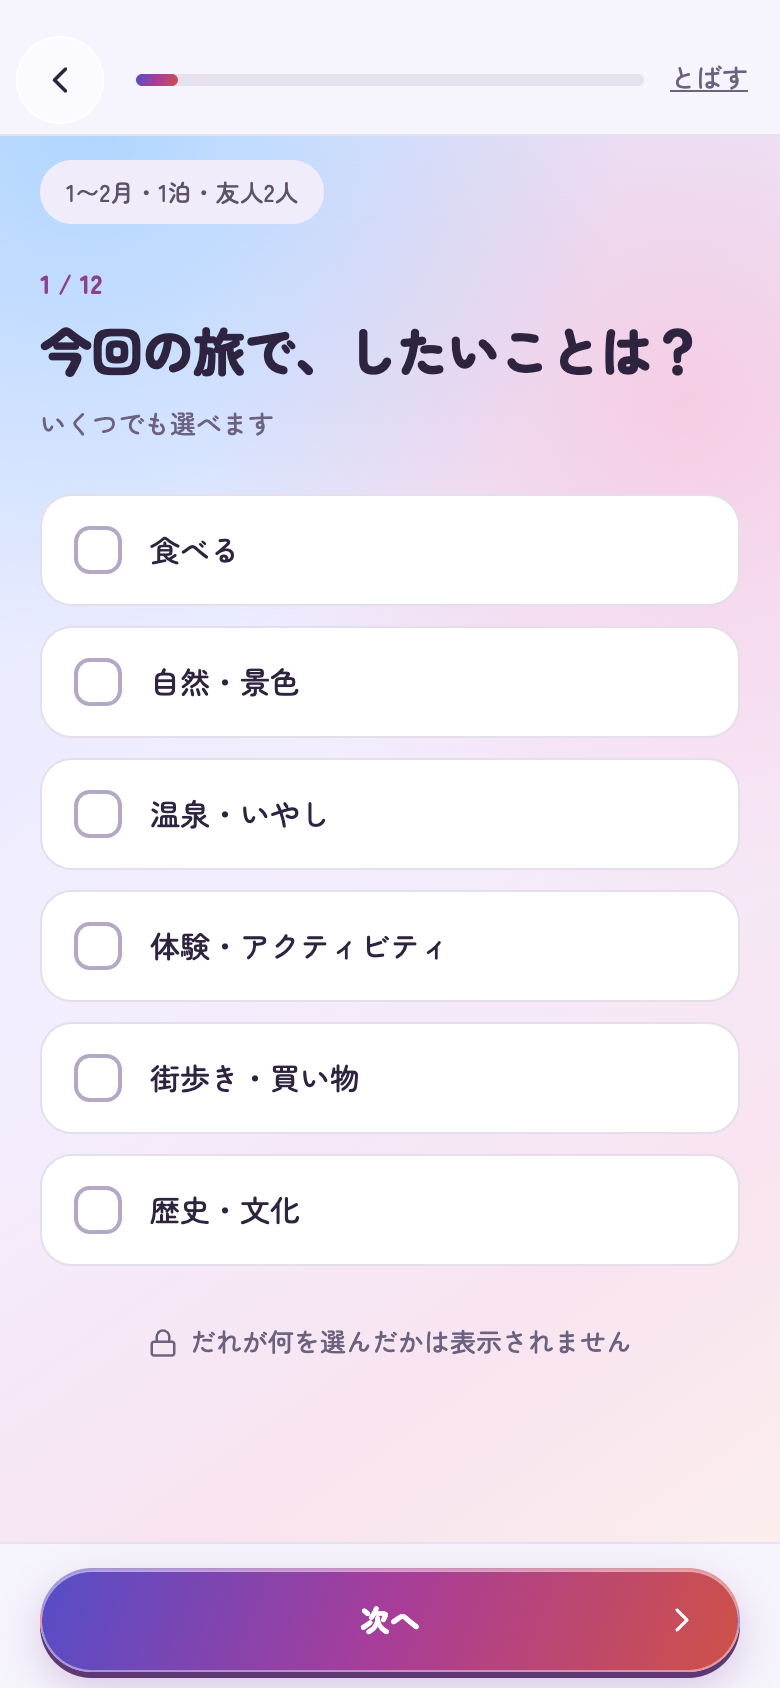 とばす
1〜2月・1泊・友人2人
1 / 12
今回の旅で、したいことは？
いくつでも選べます
食べる
自然・景色
温泉・いやし
体験・アクティビティ
街歩き・買い物
歴史・文化
だれが何を選んだかは表示されません
次へ